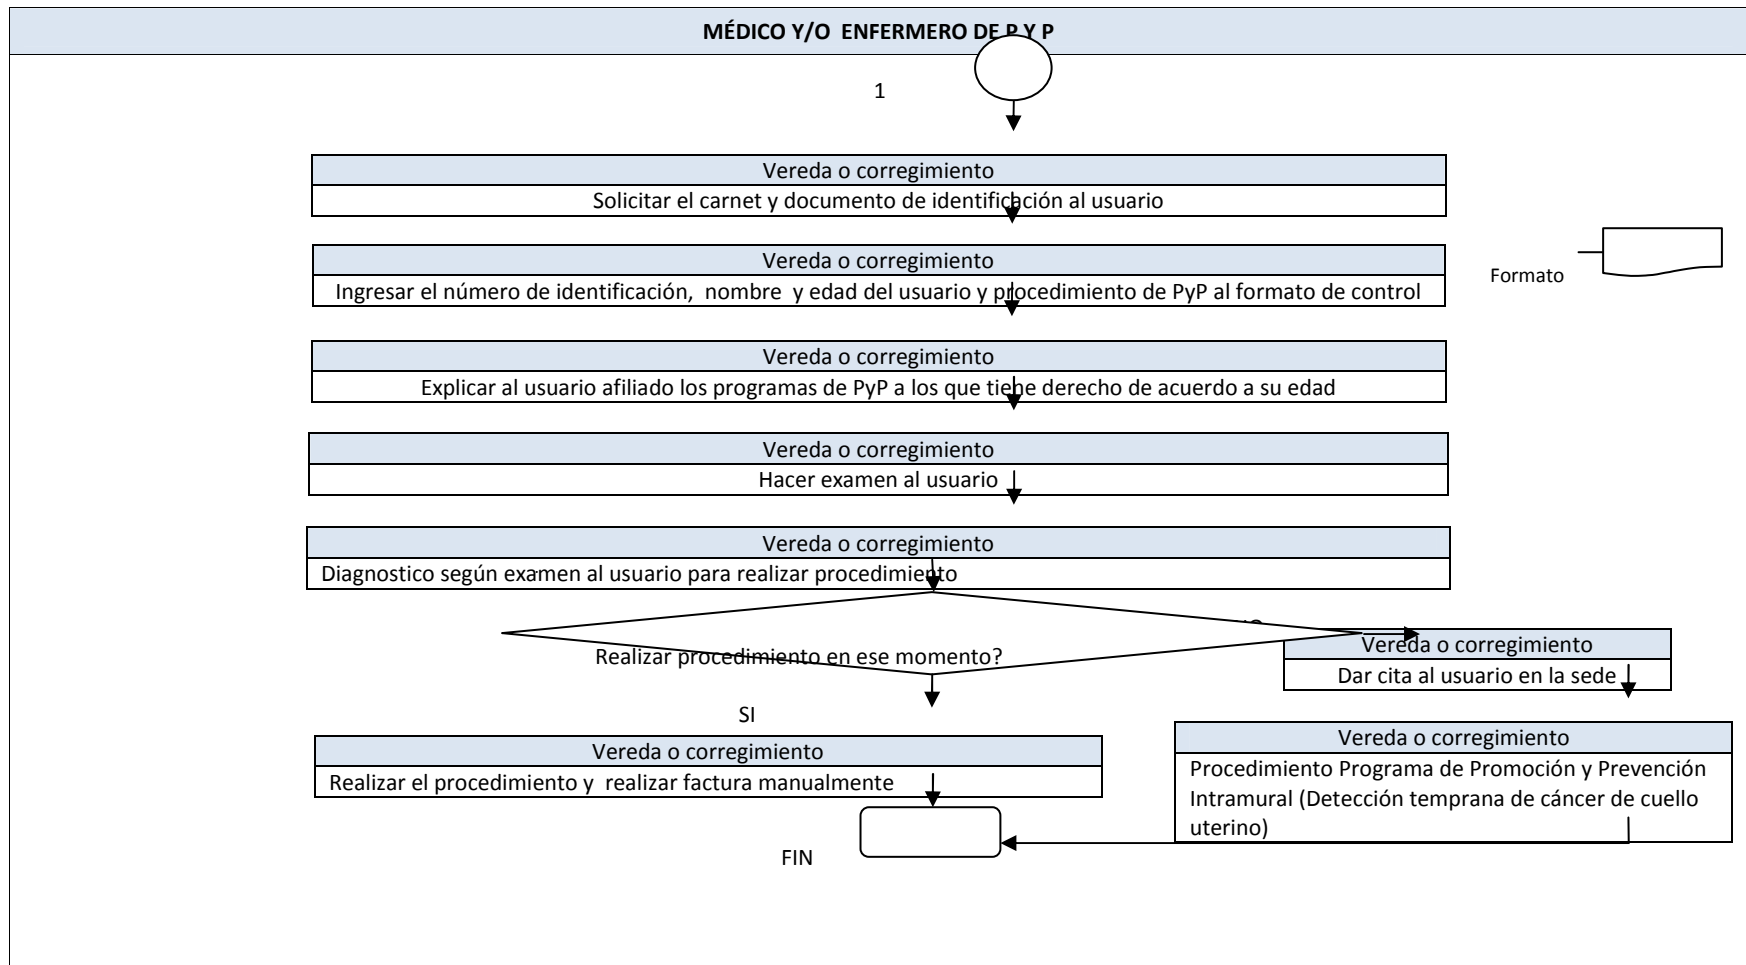 MÉDICO Y/O ENFERMERO DE P Y P
1
Vereda o corregimiento
Solicitar el carnet y documento de identificación al usuario
Vereda o corregimiento
Ingresar el número de identificación, nombre y edad del usuario y procedimiento de PyP al formato de control
Formato
Vereda o corregimiento
Explicar al usuario afiliado los programas de PyP a los que tiene derecho de acuerdo a su edad
Vereda o corregimiento
Hacer examen al usuario
Vereda o corregimiento
Diagnostico según examen al usuario para realizar procedimiento
Realizar procedimiento en ese momento?
Vereda o corregimiento
Dar cita al usuario en la sede
SI
Vereda o corregimiento
Realizar el procedimiento y realizar factura manualmente
Vereda o corregimiento
Procedimiento Programa de Promoción y Prevención
Intramural (Detección temprana de cáncer de cuello
uterino)
FIN